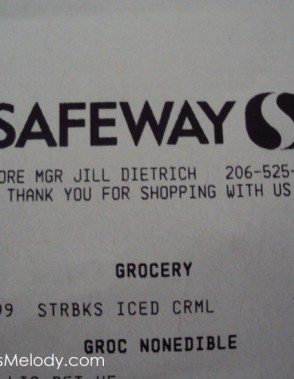 SAFEWAY
ORE MGR JILL DIETRICH 206-525-
THANK YOU FOR SHOPPING WITH US
GROCERY
99 STRBKS ICED CRML
GROC NONEDIBLE
sMelody.com